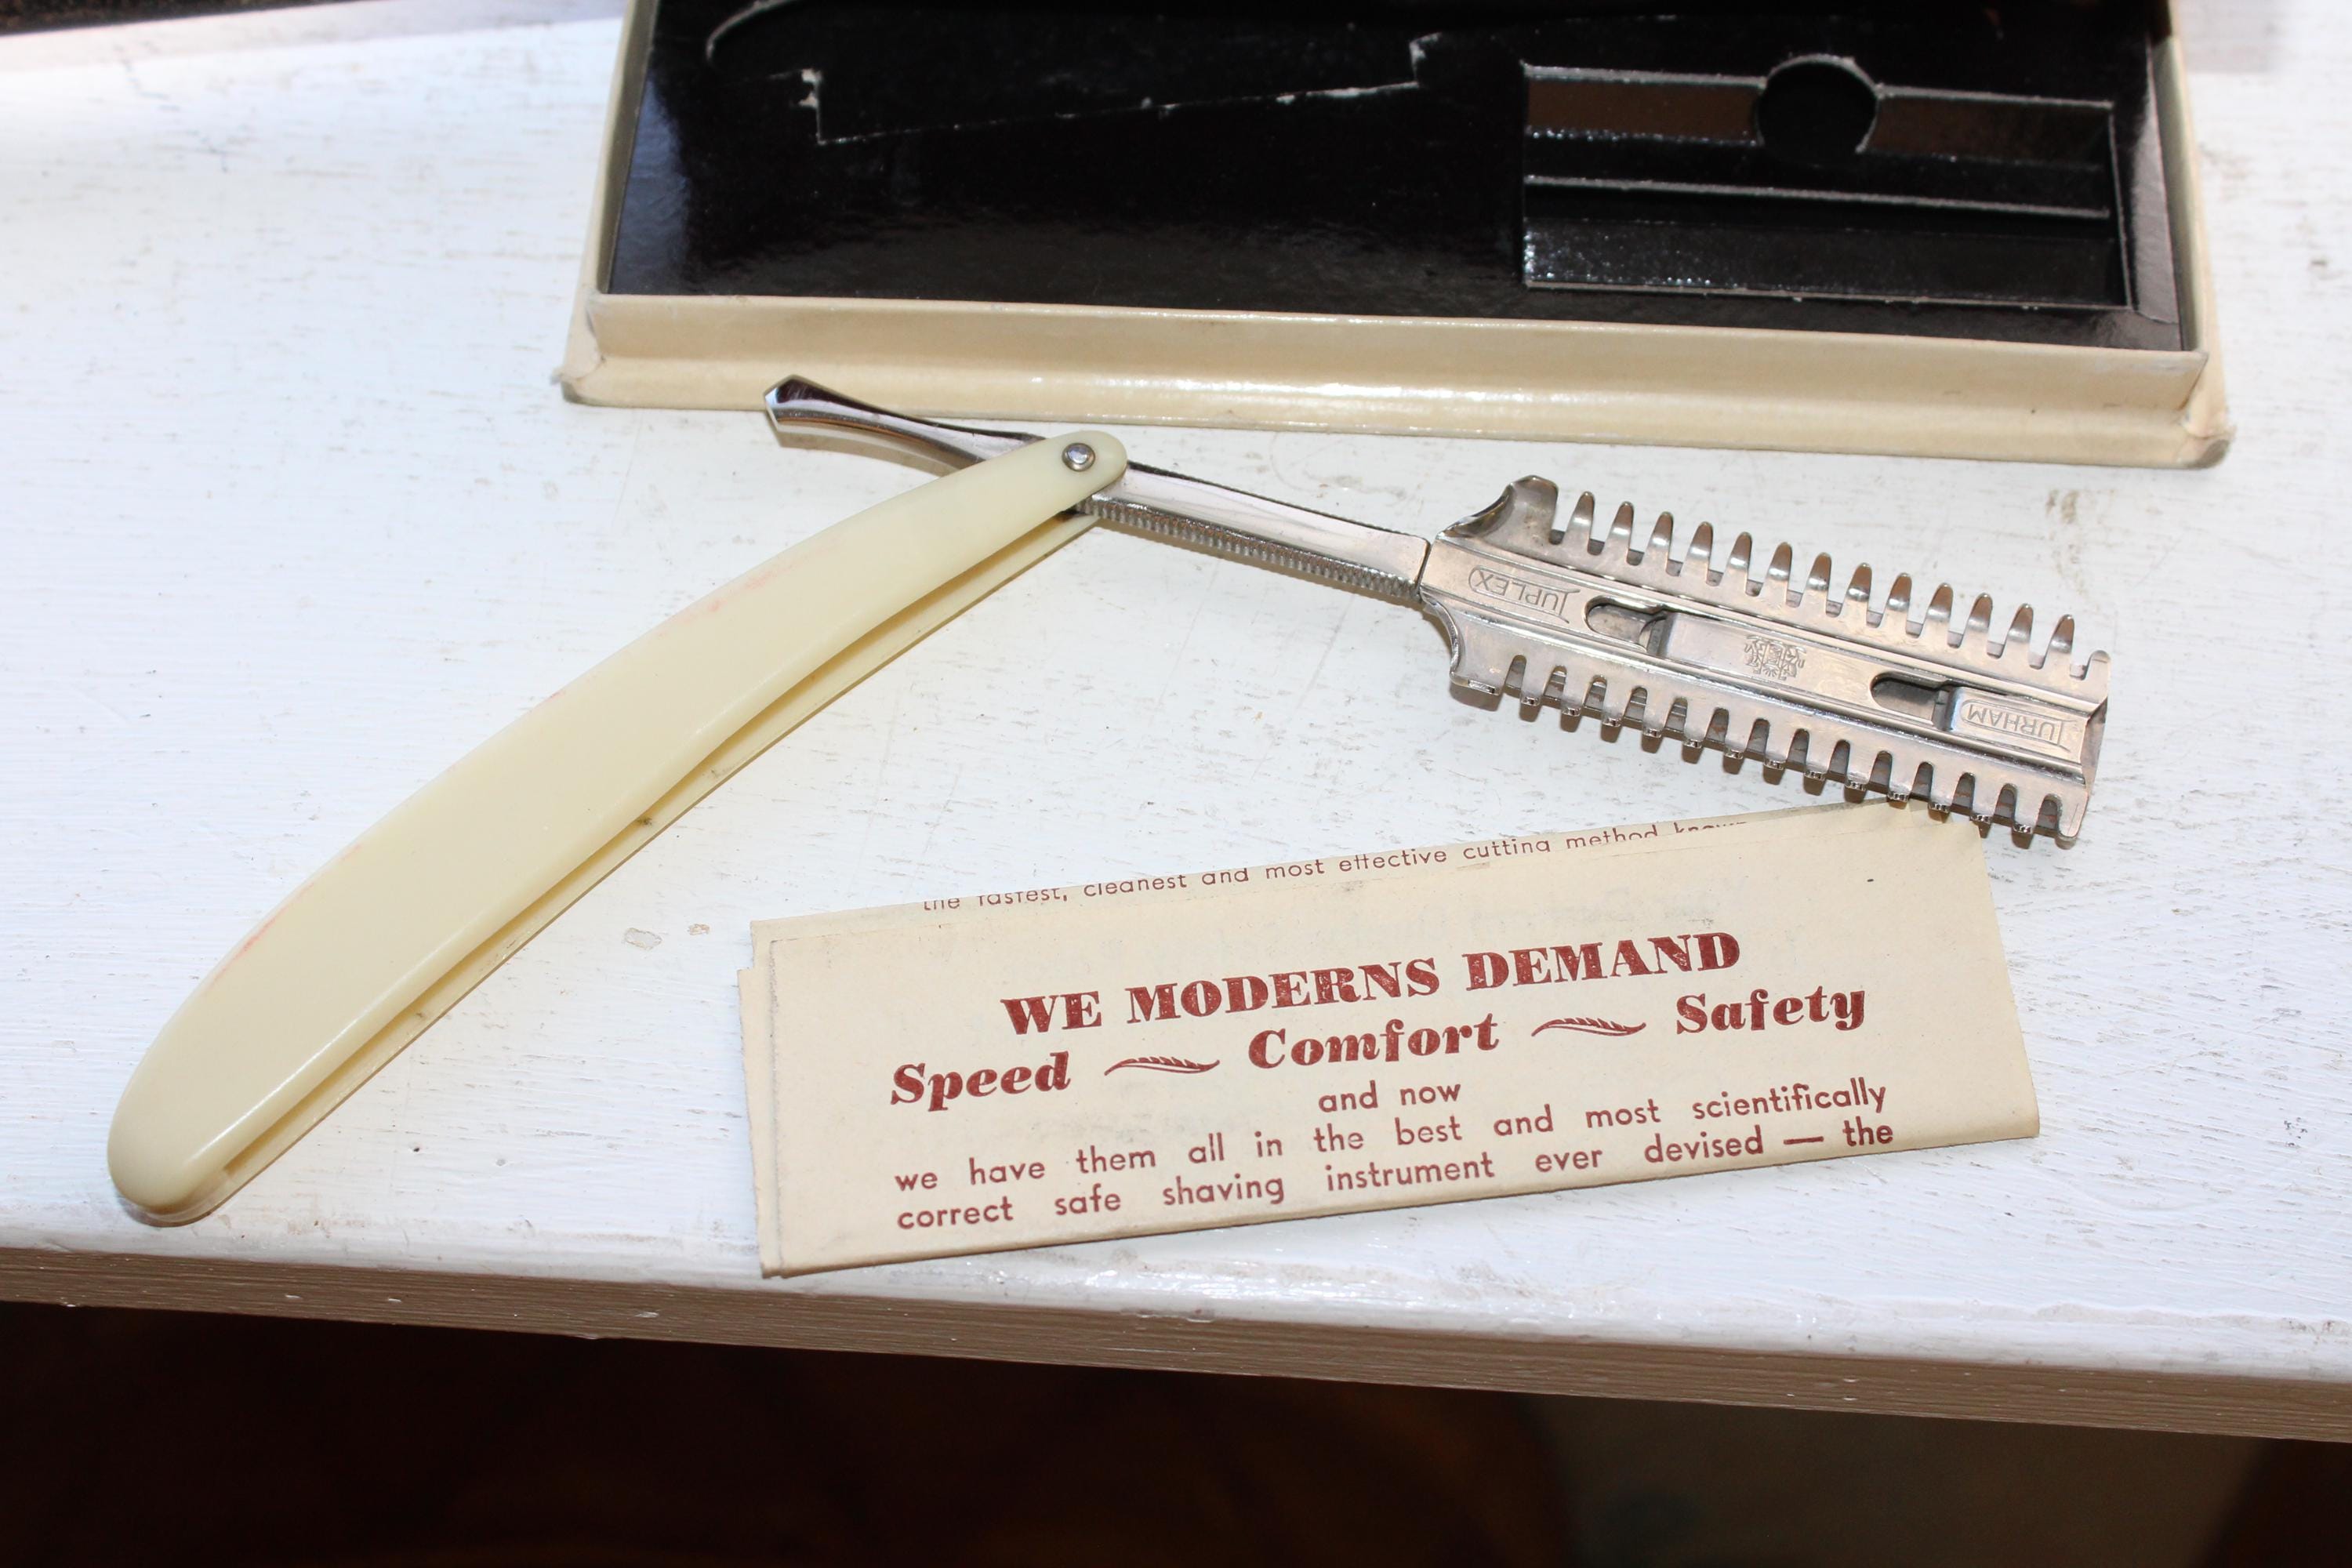 DUPLEX
DURHAM
the fastest, cleanest and most effective cutting method known
WE MODERNS DEMAND
Speed Comfort Safety
and now
we have them all in the best and most scientifically
correct safe shaving instrument ever devised — the